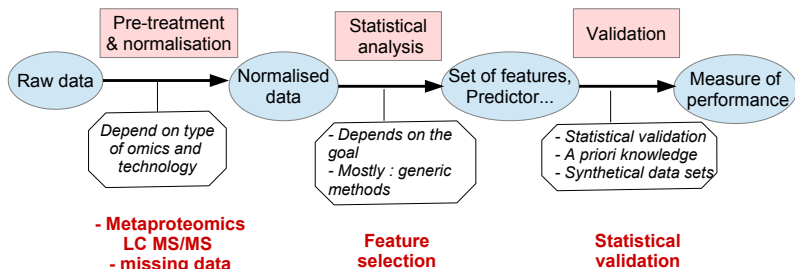 Pre-treatment
& normalisation
Statistical
analysis
Validation
Raw data
Normalised
data
Set of features,
Predictor...
Measure of
performance
Depend on type
of omics and
technology
- Depends on the
goal
- Mostly : generic
methods
- Statistical validation
- A priori knowledge
- Synthetical data sets
- Metaproteomics
LC MS/MS
- missing data
Feature
selection
Statistical
validation